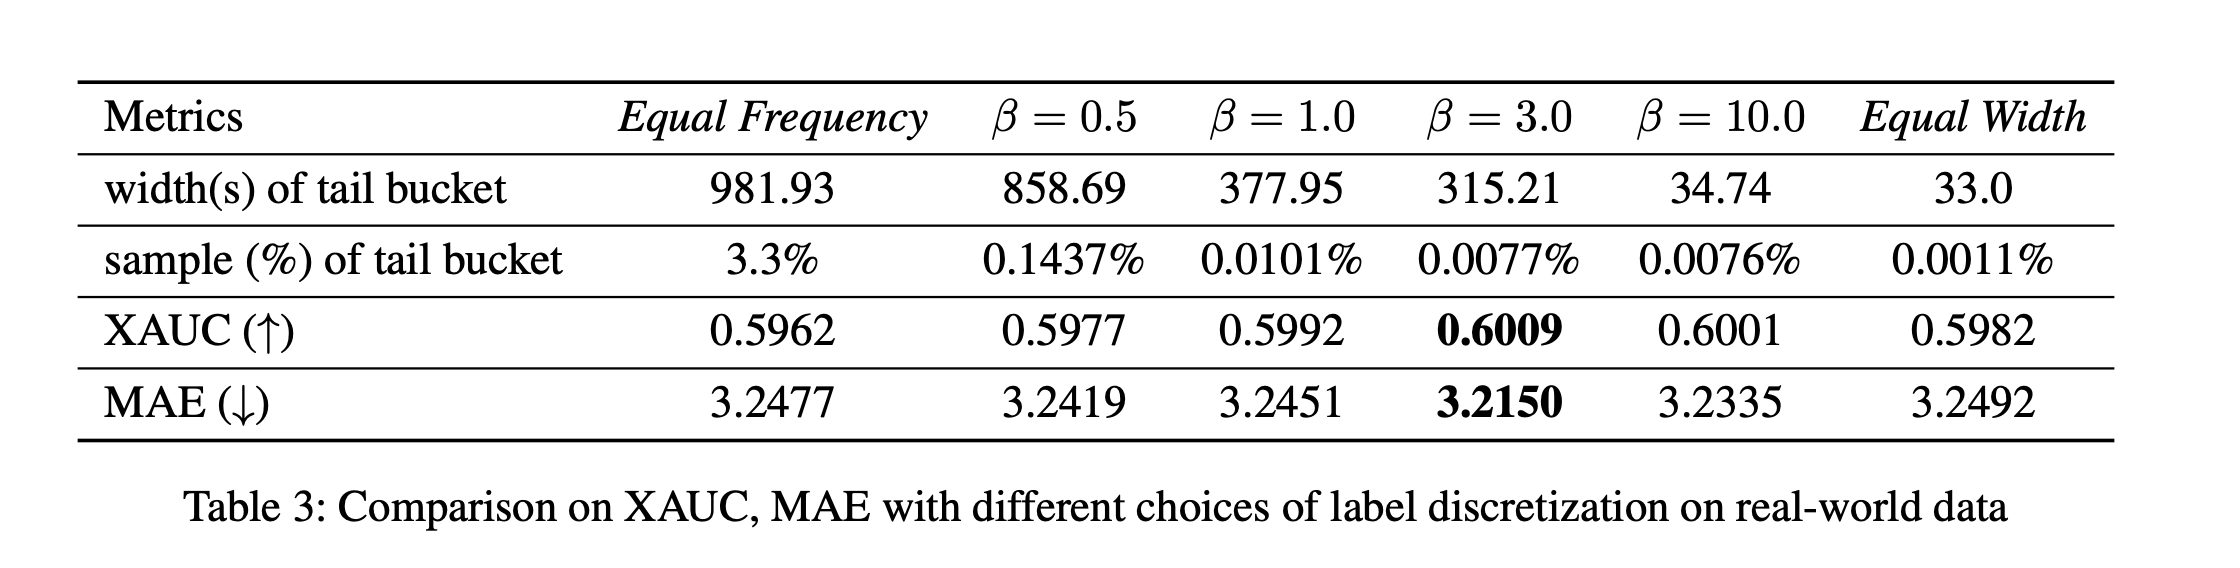 Metrics Equal Frequency β = 0.5 β = 1.0 β = 3.0 β = 10.0 Equal Width
width(s) of tail bucket 981.93 858.69 377.95 315.21 34.74 33.0
sample (%) of tail bucket 3.3% 0.1437% 0.0101% 0.0077% 0.0076% 0.0011%
XAUC (↑) 0.5962 0.5977 0.5992 0.6009 0.6001 0.5982
MAE (↓) 3.2477 3.2419 3.2451 3.2150 3.2335 3.2492
Table 3: Comparison on XAUC, MAE with different choices of label discretization on real-world data